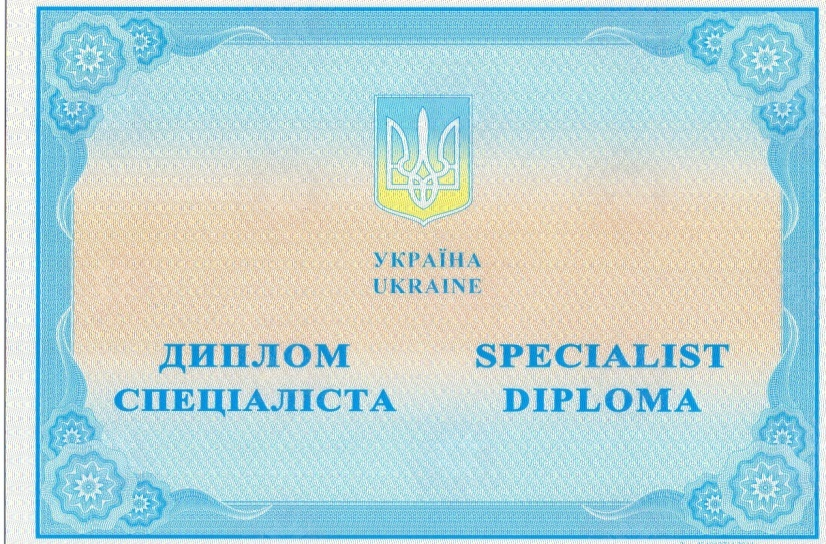 УКРАЇНА
UKRAINE
ДИПЛОМ
СПЕЦІАЛІСТА
SPECIALIST
DIPLOMA